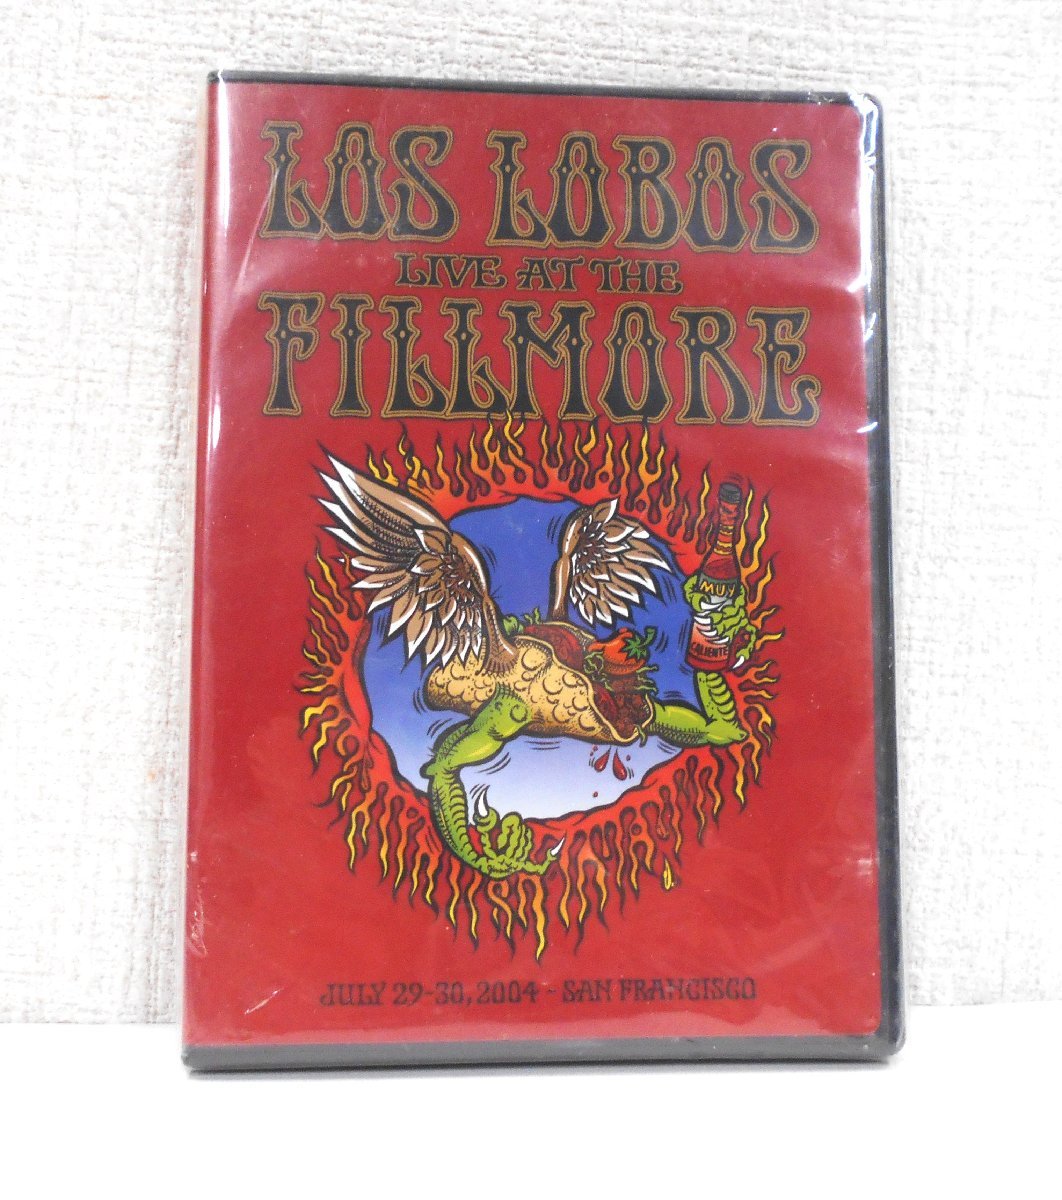 LOS LOBOS
LIVE AT THE
FILLMORE
MUY
CALIENTE
JULY 29-30, 2004 - SAN FRANCISCO